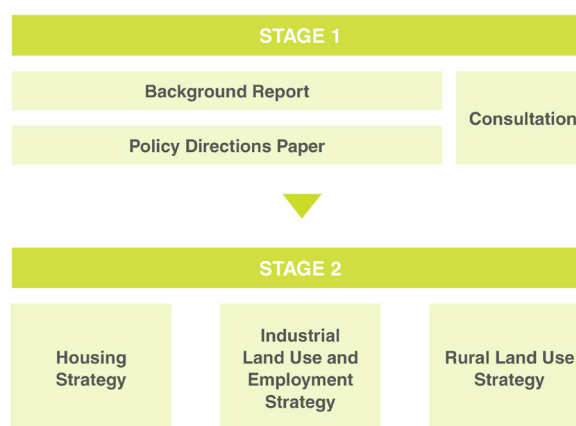 STAGE 1
Background Report
Policy Directions Paper
Consultation
STAGE 2
Housing
Strategy
Industrial
Land Use and
Employment
Strategy
Rural Land Use
Strategy